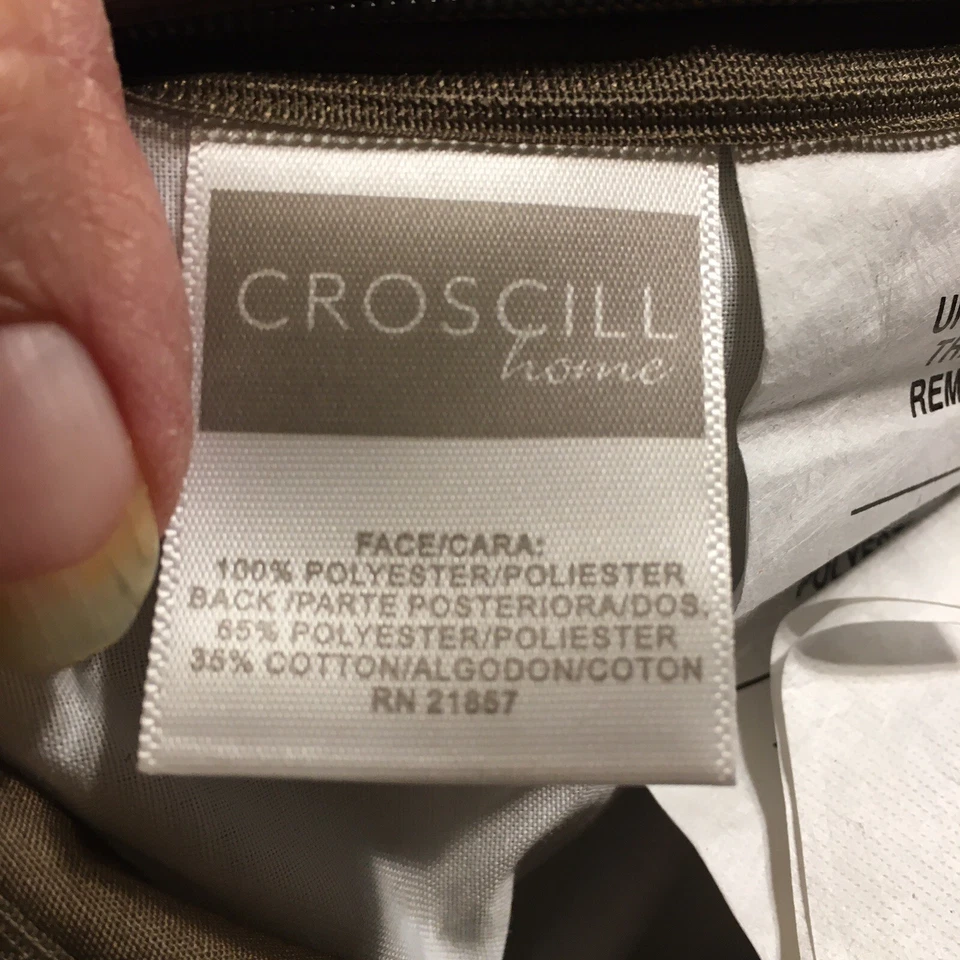 CROSCILL
home
FACE/CARA:
100% POLYESTER/POLIESTER
BACK/PARTE POSTERIORA/DOS.
65% POLYESTER/POLIESTER
35% COTTON/ALGODON/COTON
RN 21857